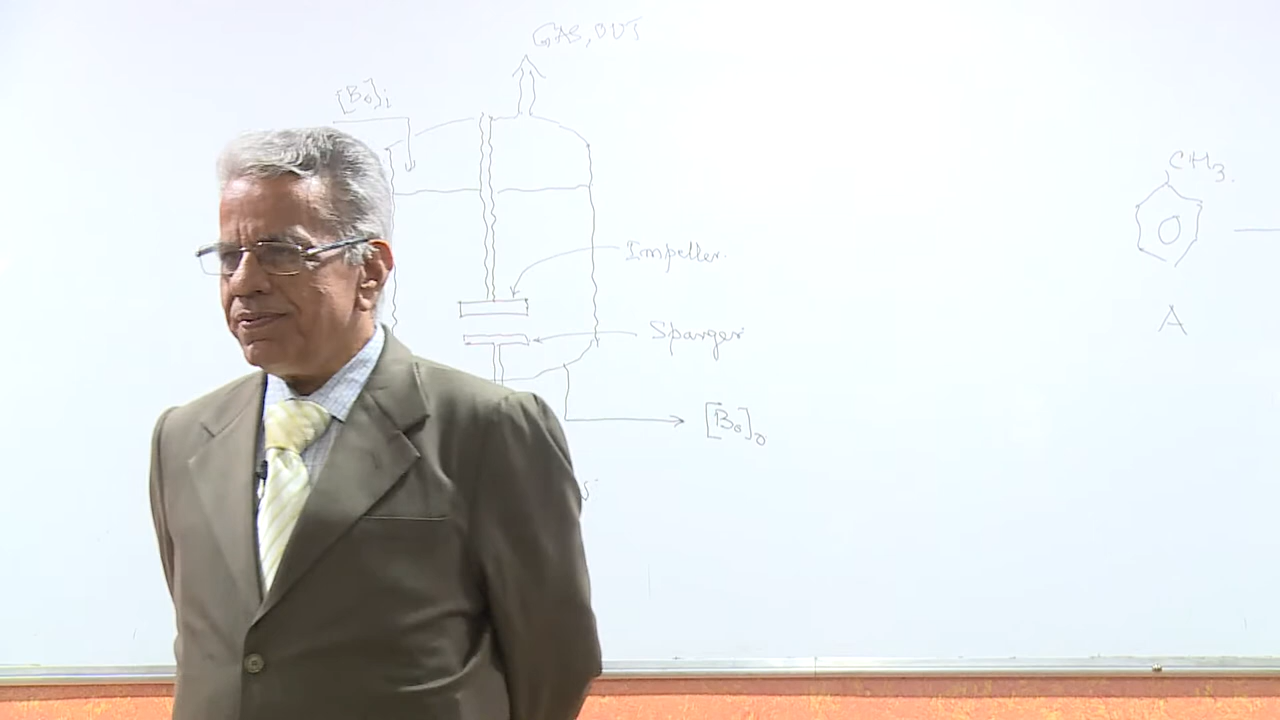 GAS, OUT
[B₀]ᵢ
CH₃.
Impeller.
Sparger
A
[B₀]₀